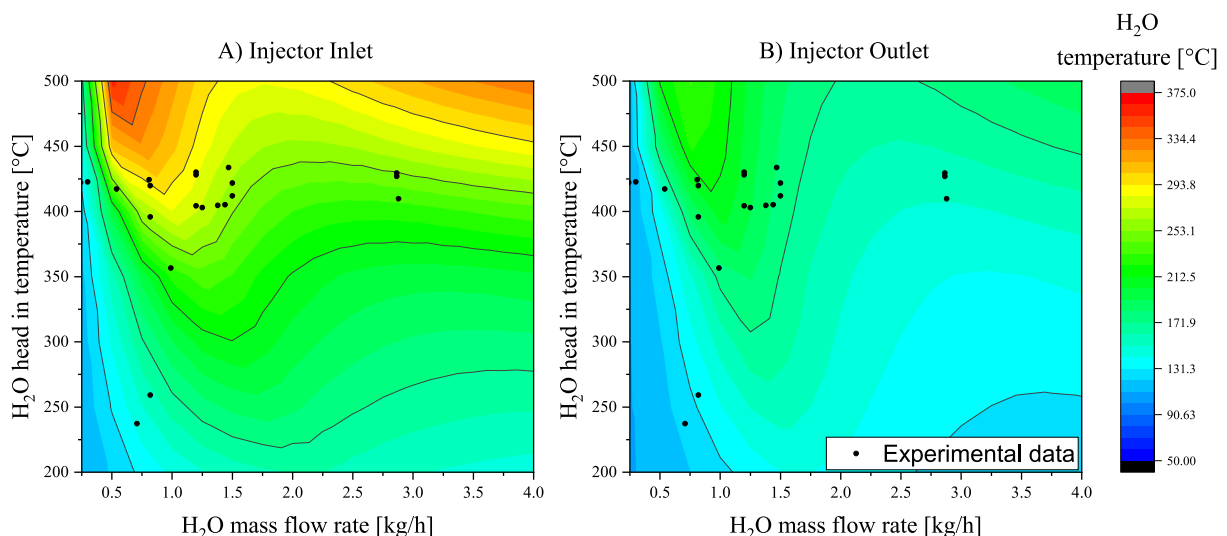 A) Injector Inlet
B) Injector Outlet
H₂O
temperature [°C]
H₂O head in temperature [°C]
500
450
400
350
300
250
200
0.5 1.0 1.5 2.0 2.5 3.0 3.5 4.0
H₂O mass flow rate [kg/h]
H₂O head in temperature [°C]
500
450
400
350
300
250
200
Experimental data
0.5 1.0 1.5 2.0 2.5 3.0 3.5 4.0
H₂O mass flow rate [kg/h]
375.0
334.4
293.8
253.1
212.5
171.9
131.3
90.63
50.00